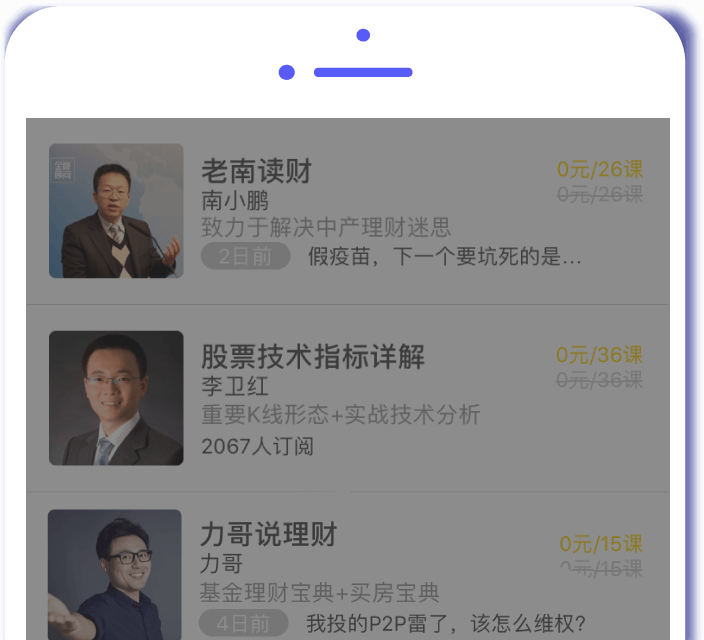 老南读财
0元/26课
南小鹏
0元/26课
致力于解决中产理财迷思
2日前 假疫苗，下一个要坑死的是...
股票技术指标详解
0元/36课
李卫红
0元/36课
重要K线形态+实战技术分析
2067人订阅
力哥说理财
0元/15课
力哥
0元/15课
基金理财宝典+买房宝典
4日前 我投的P2P雷了，该怎么维权?